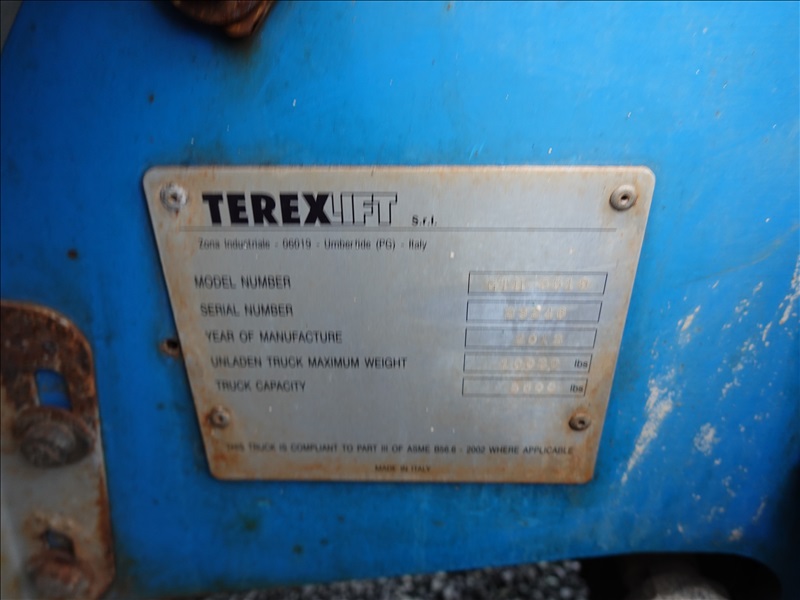 TEREXLIFT S.r.l.
Zona Industriale - 06019 - Umbertide (PG) - Italy
MODEL NUMBER
SERIAL NUMBER
YEAR OF MANUFACTURE
UNLADEN TRUCK MAXIMUM WEIGHT lbs
TRUCK CAPACITY lbs
THIS TRUCK IS COMPLIANT TO PART III OF ASME B56.6 - 2002 WHERE APPLICABLE
MADE IN ITALY